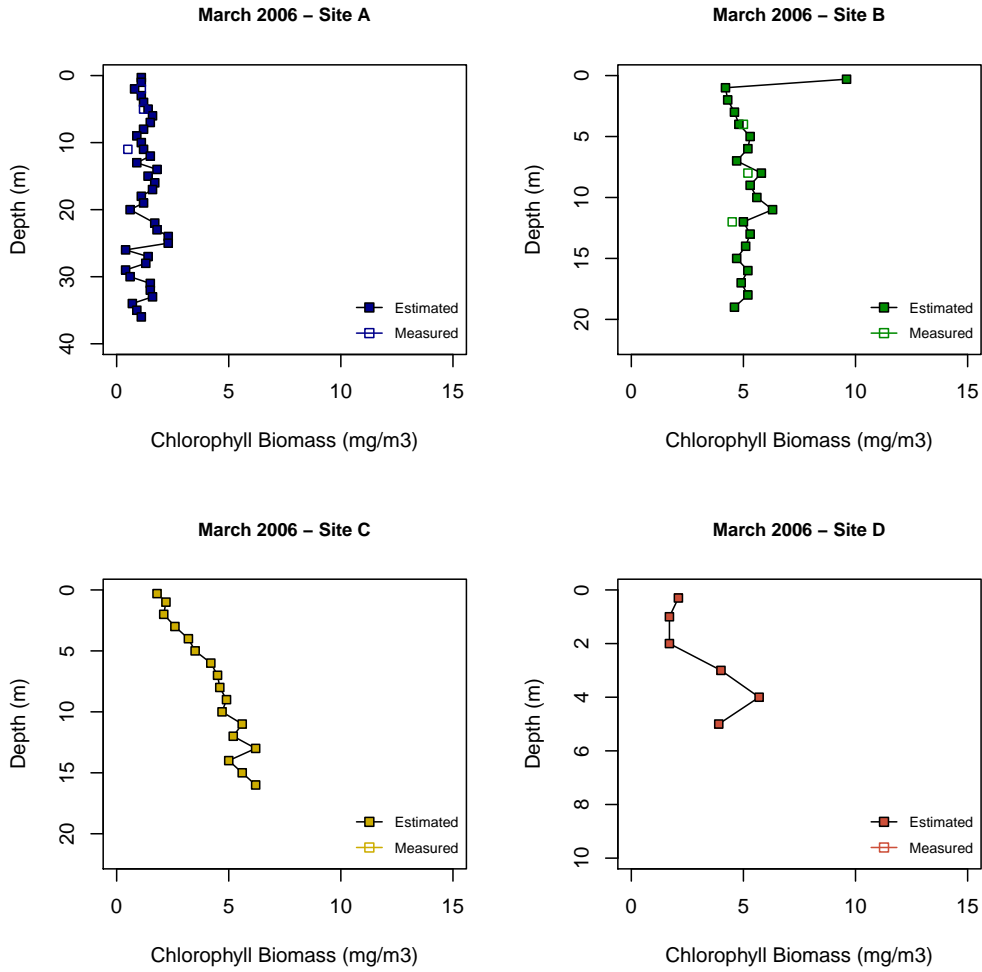 March 2006 – Site A
0
10
20
30
40
Depth (m)
Estimated
Measured
0 5 10 15
Chlorophyll Biomass (mg/m3)
March 2006 – Site B
0
5
10
15
20
Depth (m)
Estimated
Measured
0 5 10 15
Chlorophyll Biomass (mg/m3)
March 2006 – Site C
0
5
10
15
20
Depth (m)
Estimated
Measured
0 5 10 15
Chlorophyll Biomass (mg/m3)
March 2006 – Site D
0
2
4
6
8
10
Depth (m)
Estimated
Measured
0 5 10 15
Chlorophyll Biomass (mg/m3)